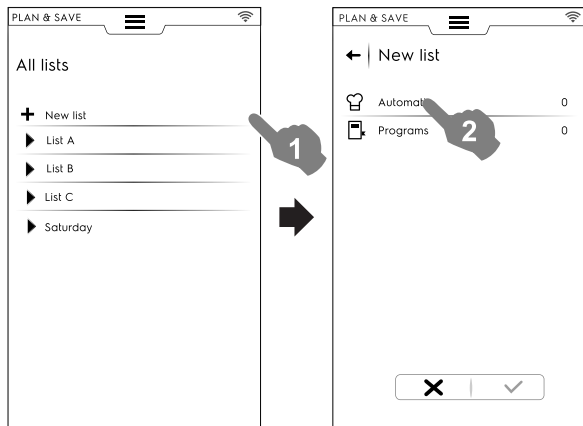 PLAN & SAVE
All lists
New list
List A
List B
List C
Saturday
1
PLAN & SAVE
New list
0
Programs 0
2